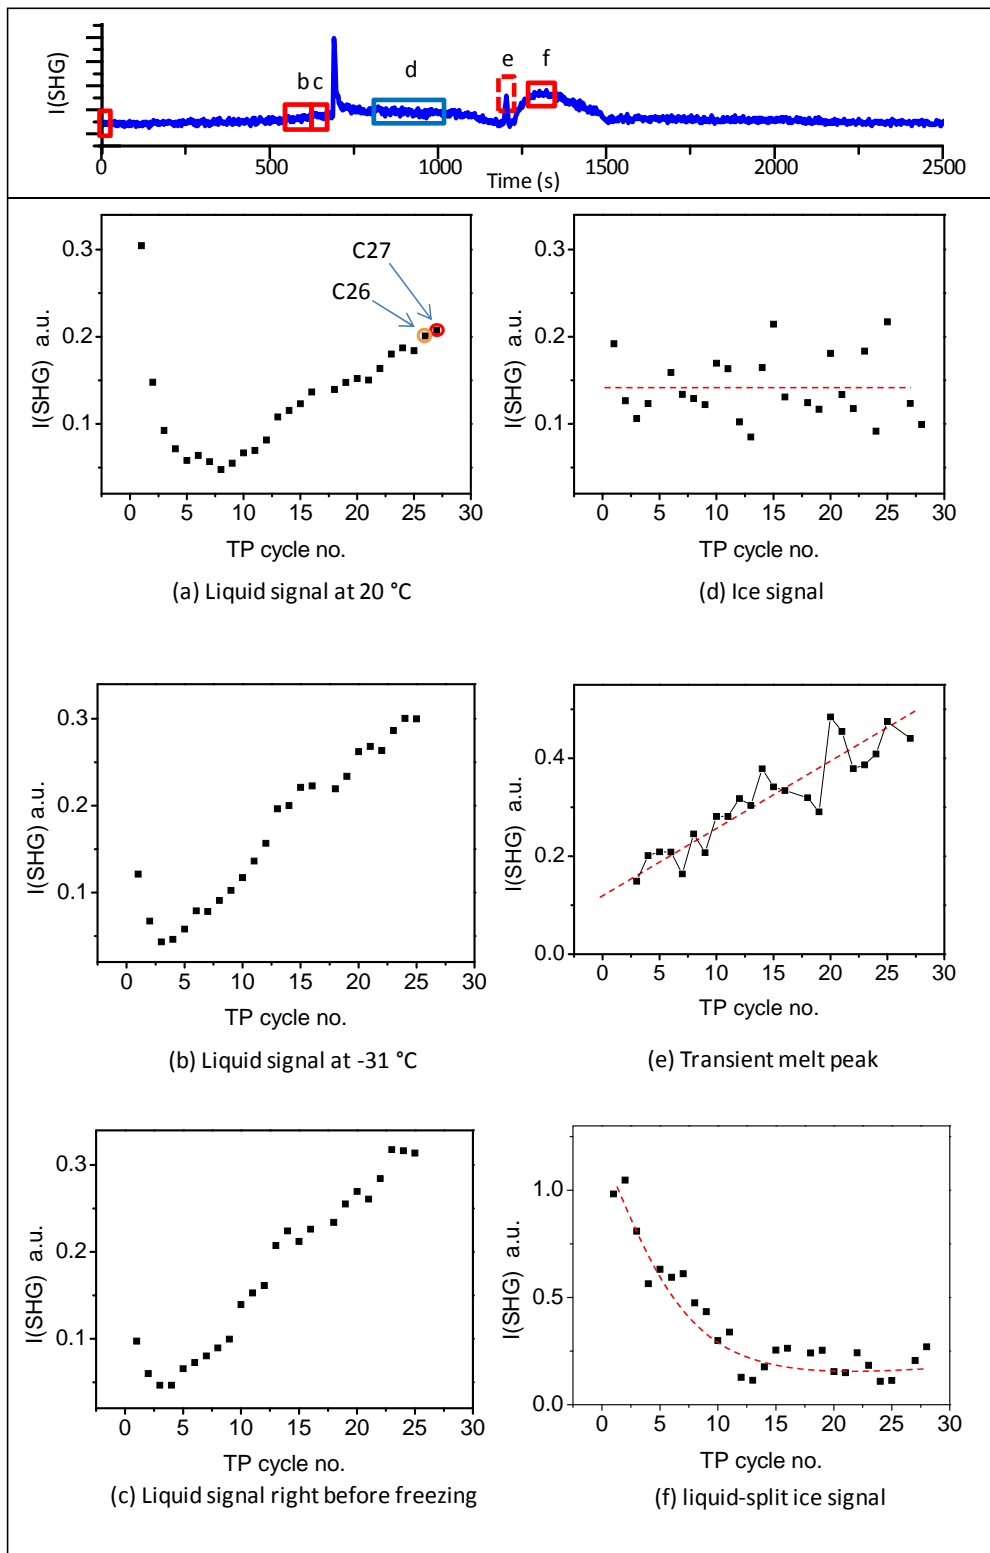 I(SHG)
b c
d
e
f
0 500 1000 1500 2000 2500
Time (s)
I(SHG) a.u.
0.3
0.2
0.1
C27
C26
0 5 10 15 20 25 30
TP cycle no.
(a) Liquid signal at 20 °C
I(SHG) a.u.
0.3
0.2
0.1
0 5 10 15 20 25 30
TP cycle no.
(d) Ice signal
I(SHG) a.u.
0.3
0.2
0.1
0 5 10 15 20 25 30
TP cycle no.
(b) Liquid signal at -31 °C
I(SHG) a.u.
0.4
0.2
0.0
0 5 10 15 20 25 30
TP cycle no.
(e) Transient melt peak
I(SHG) a.u.
0.3
0.2
0.1
0 5 10 15 20 25 30
TP cycle no.
(c) Liquid signal right before freezing
I(SHG) a.u.
1.0
0.5
0.0
0 5 10 15 20 25 30
TP cycle no.
(f) liquid-split ice signal